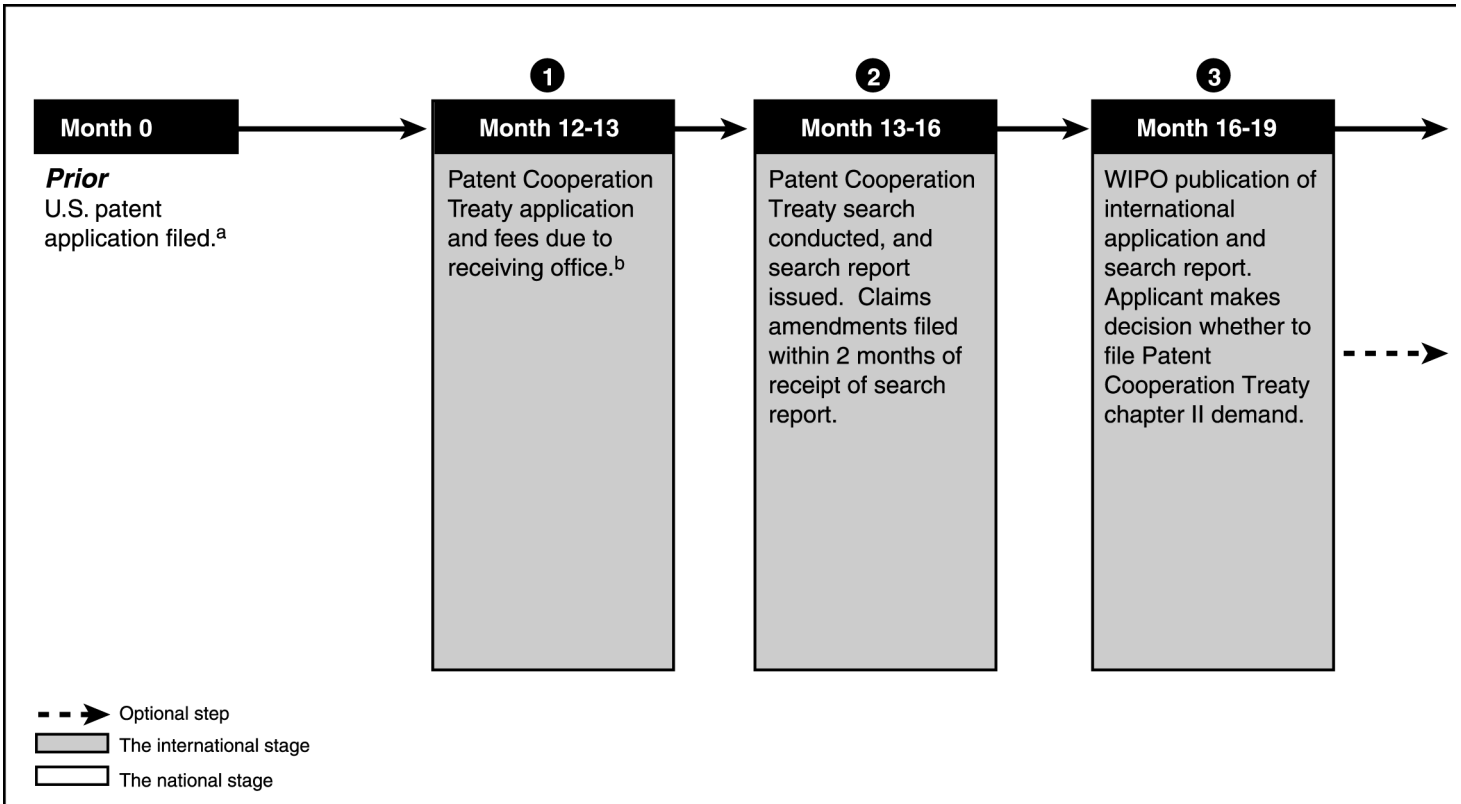 Month 0
Prior
U.S. patent
application filed.a
1
Month 12-13
Patent Cooperation
Treaty application
and fees due to
receiving office.b
2
Month 13-16
Patent Cooperation
Treaty search
conducted, and
search report
issued.  Claims
amendments filed
within 2 months of
receipt of search
report.
3
Month 16-19
WIPO publication of
international
application and
search report.
Applicant makes
decision whether to
file Patent
Cooperation Treaty
chapter II demand.
Optional step
The international stage
The national stage